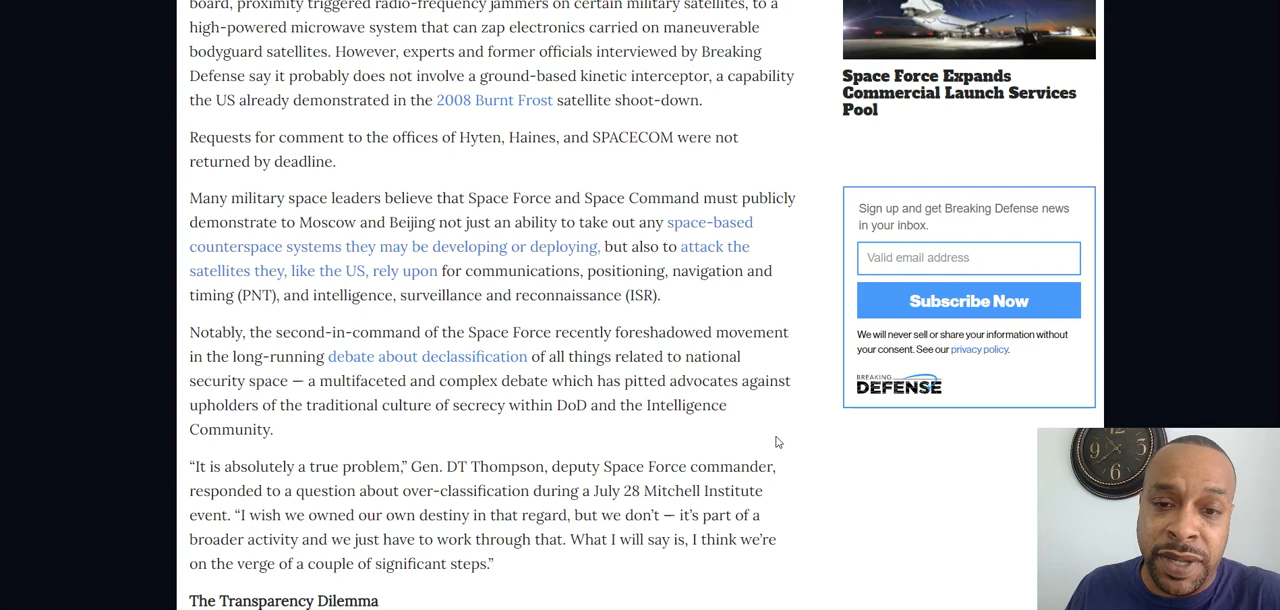 board, proximity triggered radio-frequency jammers on certain military satellites, to a
high-powered microwave system that can zap electronics carried on maneuverable
bodyguard satellites. However, experts and former officials interviewed by Breaking
Defense say it probably does not involve a ground-based kinetic interceptor, a capability
the US already demonstrated in the 2008 Burnt Frost satellite shoot-down.
Requests for comment to the offices of Hyten, Haines, and SPACECOM were not
returned by deadline.
Many military space leaders believe that Space Force and Space Command must publicly
demonstrate to Moscow and Beijing not just an ability to take out any space-based
counterspace systems they may be developing or deploying, but also to attack the
satellites they, like the US, rely upon for communications, positioning, navigation and
timing (PNT), and intelligence, surveillance and reconnaissance (ISR).
Notably, the second-in-command of the Space Force recently foreshadowed movement
in the long-running debate about declassification of all things related to national
security space — a multifaceted and complex debate which has pitted advocates against
upholders of the traditional culture of secrecy within DoD and the Intelligence
Community.
“It is absolutely a true problem,” Gen. DT Thompson, deputy Space Force commander,
responded to a question about over-classification during a July 28 Mitchell Institute
event. “I wish we owned our own destiny in that regard, but we don’t — it’s part of a
broader activity and we just have to work through that. What I will say is, I think we’re
on the verge of a couple of significant steps.”
The Transparency Dilemma
Space Force Expands
Commercial Launch Services
Pool
Sign up and get Breaking Defense news
in your inbox.
Valid email address
Subscribe Now
We will never sell or share your information without
your consent. See our privacy policy.
BREAKING
DEFENSE
12
9
3
6